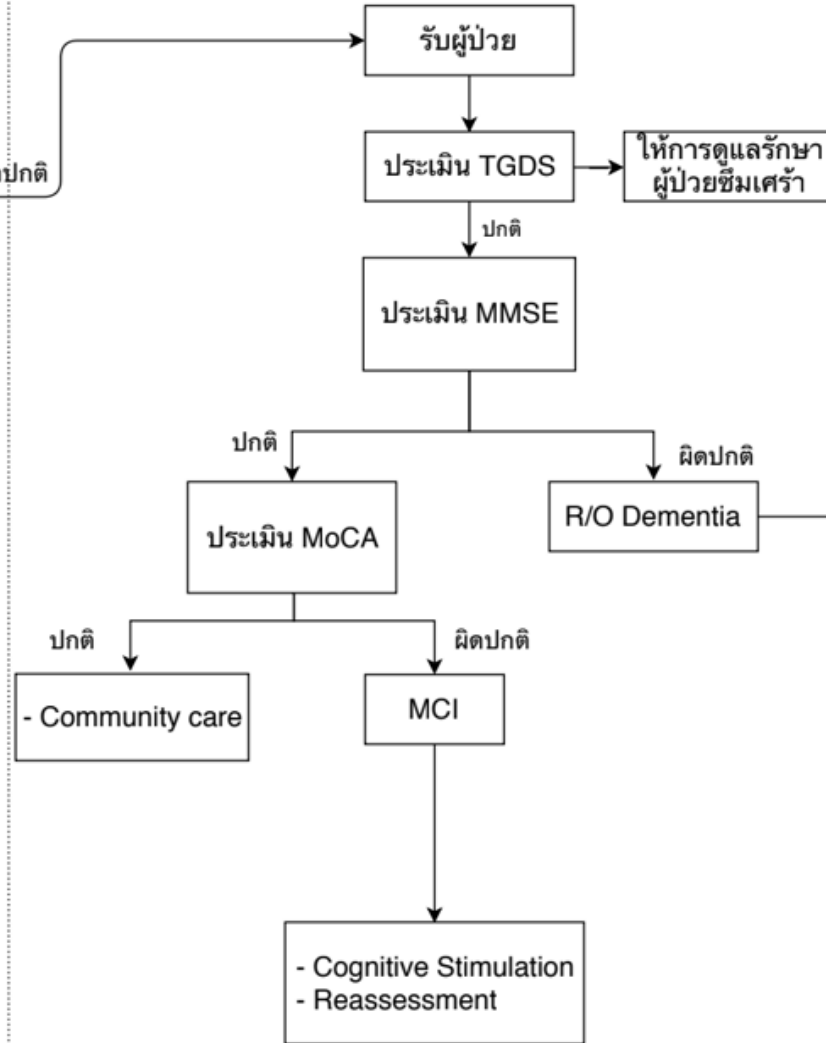 รับผู้ป่วย
ประเมิน TGDS
ให้การดูแลรักษา
ผู้ป่วยซึมเศร้า
ปกติ
ประเมิน MMSE
ปกติ
ผิดปกติ
ประเมิน MoCA
R/O Dementia
ปกติ
ผิดปกติ
- Community care
MCI
- Cognitive Stimulation
- Reassessment